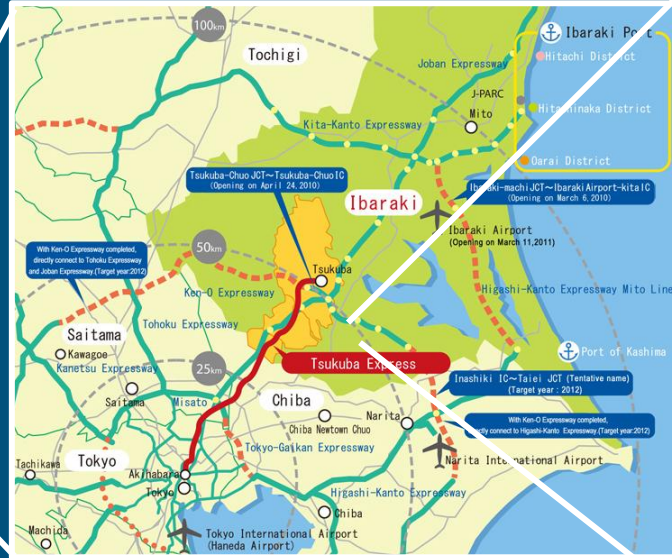 100km
Tochigi
Ibaraki Port
Hitachi District
Joban Expressway
J-PARC
Hitachinaka District
Mito
Kita-Kanto Expressway
Oarai District
Tsukuba-Chuo JCT~Tsukuba-Chuo IC
(Opening on April 24, 2010)
Ibaraki
Ibaraki-machi JCT~Ibaraki Airport-kita IC
(Opening on March 6, 2010)
Ibaraki Airport
(Opening on March 11,2011)
With Ken-O Expressway completed,
directly connect to Tohoku Expressway
and Joban Expressway.(Target year:2012)
50km
Tsukuba
Ken-O Expressway
Higashi-Kanto Expressway Mito Line
Tohoku Expressway
Saitama
Kawagoe
Kanetsu Expressway
25km
Tsukuba Express
Port of Kashima
Saitama
Misato
Chiba
Inashiki IC~Taiei JCT (Tentative name)
(Target year : 2012)
Chiba Newtown Chuo
Narita
With Ken-O Expressway completed,
directly connect to Higashi-Kanto Expressway.(Target year:2012)
Tokyo
Tokyo-Gaikan Expressway
Narita International Airport
Tachikawa
Akihabara
Tokyo
Higashi-Kanto Expressway
Chiba
Machida
Tokyo International Airport
(Haneda Airport)